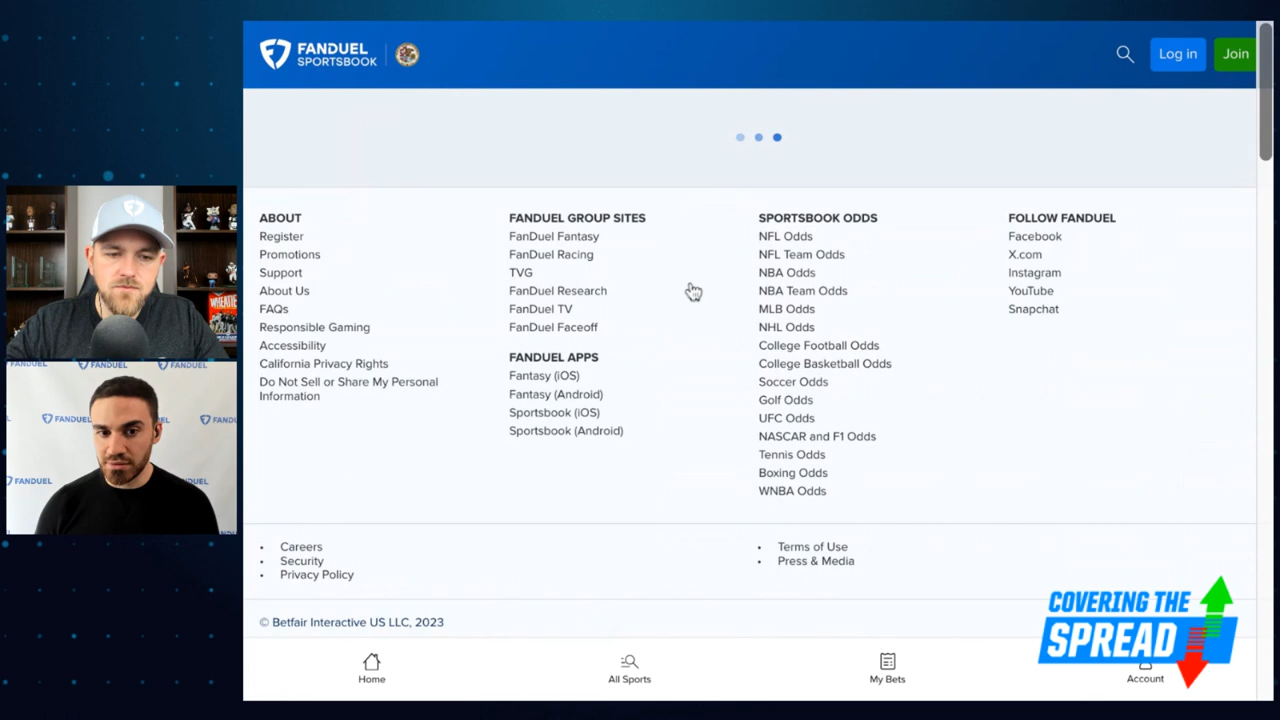 FANDUEL
SPORTSBOOK
Log in
Join
ABOUT
Register
Promotions
Support
About Us
FAQs
Responsible Gaming
Accessibility
California Privacy Rights
Do Not Sell or Share My Personal
Information
FANDUEL GROUP SITES
FanDuel Fantasy
FanDuel Racing
TVG
FanDuel Research
FanDuel TV
FanDuel Faceoff
FANDUEL APPS
Fantasy (iOS)
Fantasy (Android)
Sportsbook (iOS)
Sportsbook (Android)
SPORTSBOOK ODDS
NFL Odds
NFL Team Odds
NBA Odds
NBA Team Odds
MLB Odds
NHL Odds
College Football Odds
College Basketball Odds
Soccer Odds
Golf Odds
UFC Odds
NASCAR and F1 Odds
Tennis Odds
Boxing Odds
WNBA Odds
FOLLOW FANDUEL
Facebook
X.com
Instagram
YouTube
Snapchat
• Careers
• Security
• Privacy Policy
• Terms of Use
• Press & Media
© Betfair Interactive US LLC, 2023
Home
All Sports
My Bets
Account
COVERING THE
SPREAD
WHEATIES
FANDUEL
FANDUEL
FANDUEL
FANDUEL
FAND
FANDUEL
DUEL